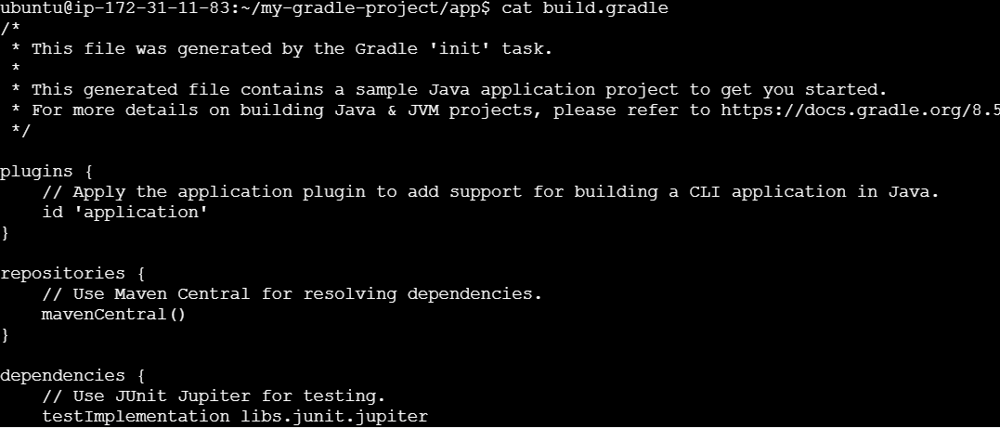 ubuntu@ip-172-31-11-83:~/my-gradle-project/app$ cat build.gradle
/*
 * This file was generated by the Gradle 'init' task.
 *
 * This generated file contains a sample Java application project to get you started.
 * For more details on building Java & JVM projects, please refer to https://docs.gradle.org/8.5
 */

plugins {
    // Apply the application plugin to add support for building a CLI application in Java.
    id 'application'
}

repositories {
    // Use Maven Central for resolving dependencies.
    mavenCentral()
}

dependencies {
    // Use JUnit Jupiter for testing.
    testImplementation libs.junit.jupiter